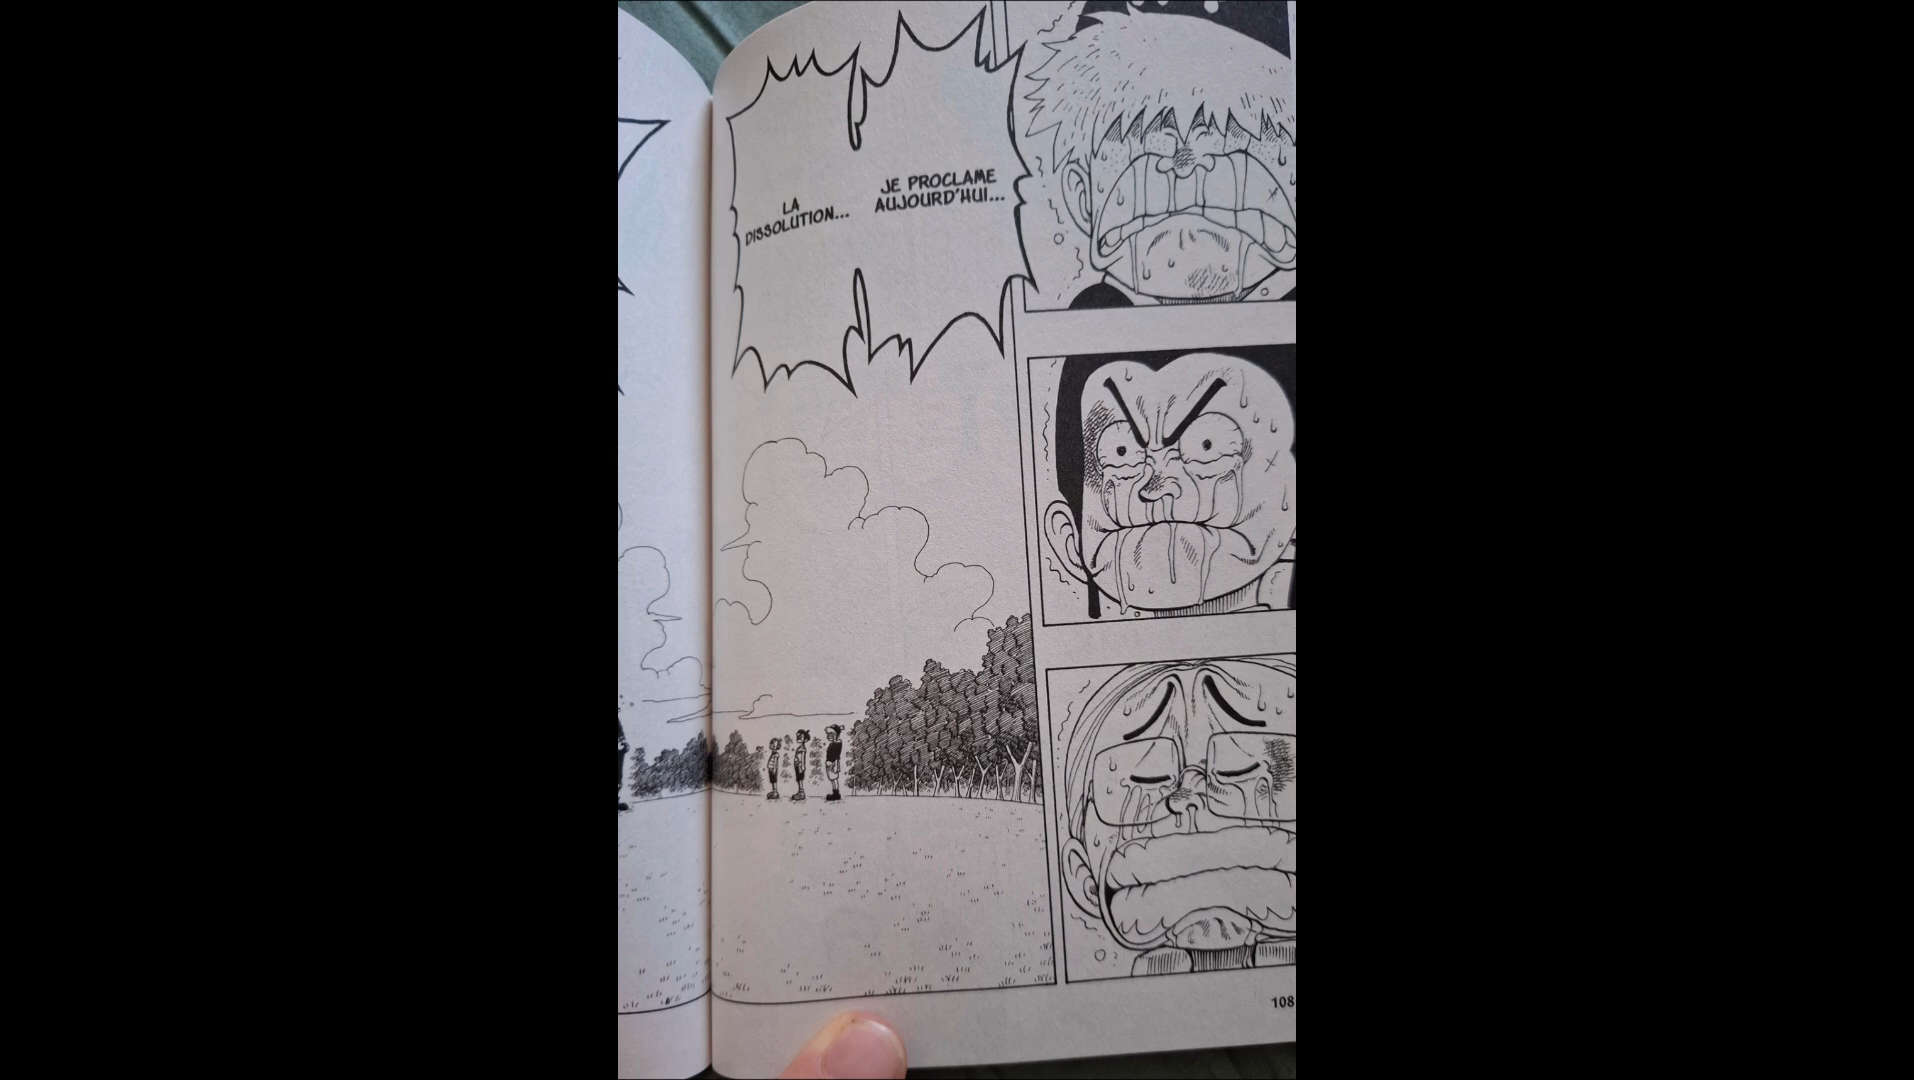 JE PROCLAME
AUJOURD'HUI...
LA
DISSOLUTION...
108